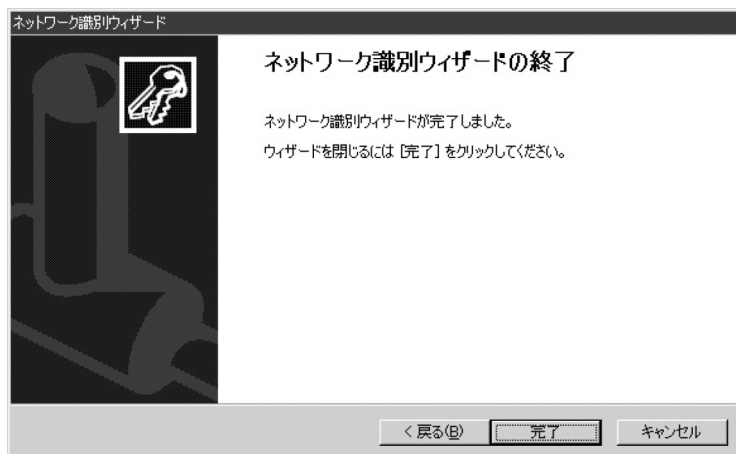 ネットワーク識別ウィザード
ネットワーク識別ウィザードの終了
ネットワーク識別ウィザードが完了しました。
ウィザードを閉じるには [完了] をクリックしてください。
< 戻る(B) 完了 キャンセル